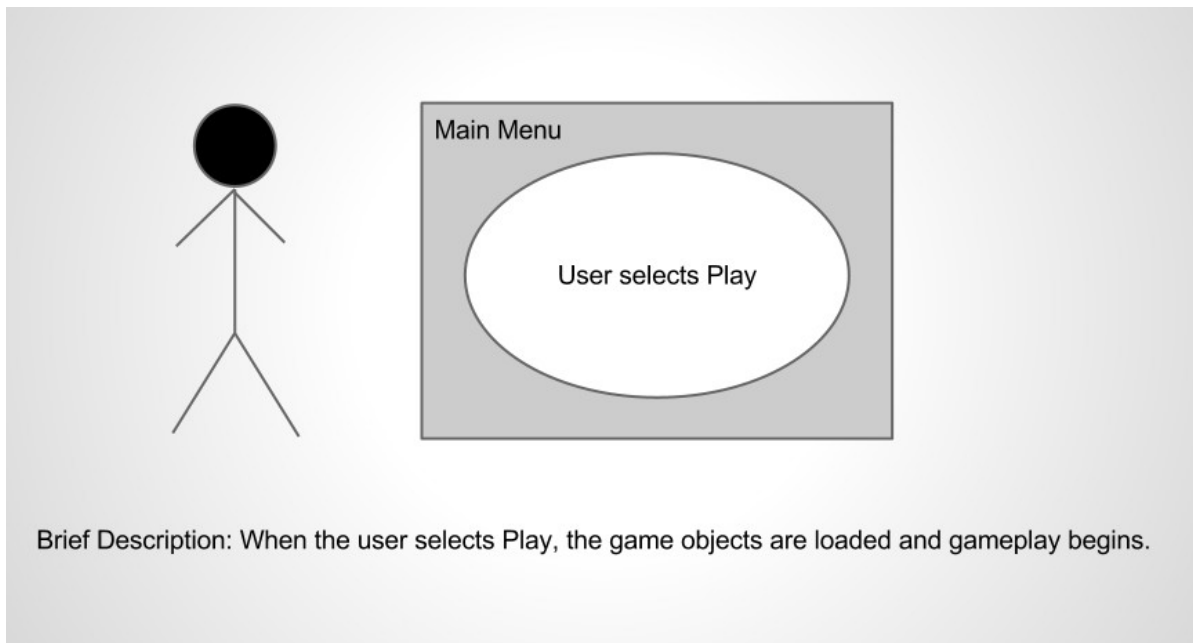 Main Menu
User selects Play
Brief Description: When the user selects Play, the game objects are loaded and gameplay begins.